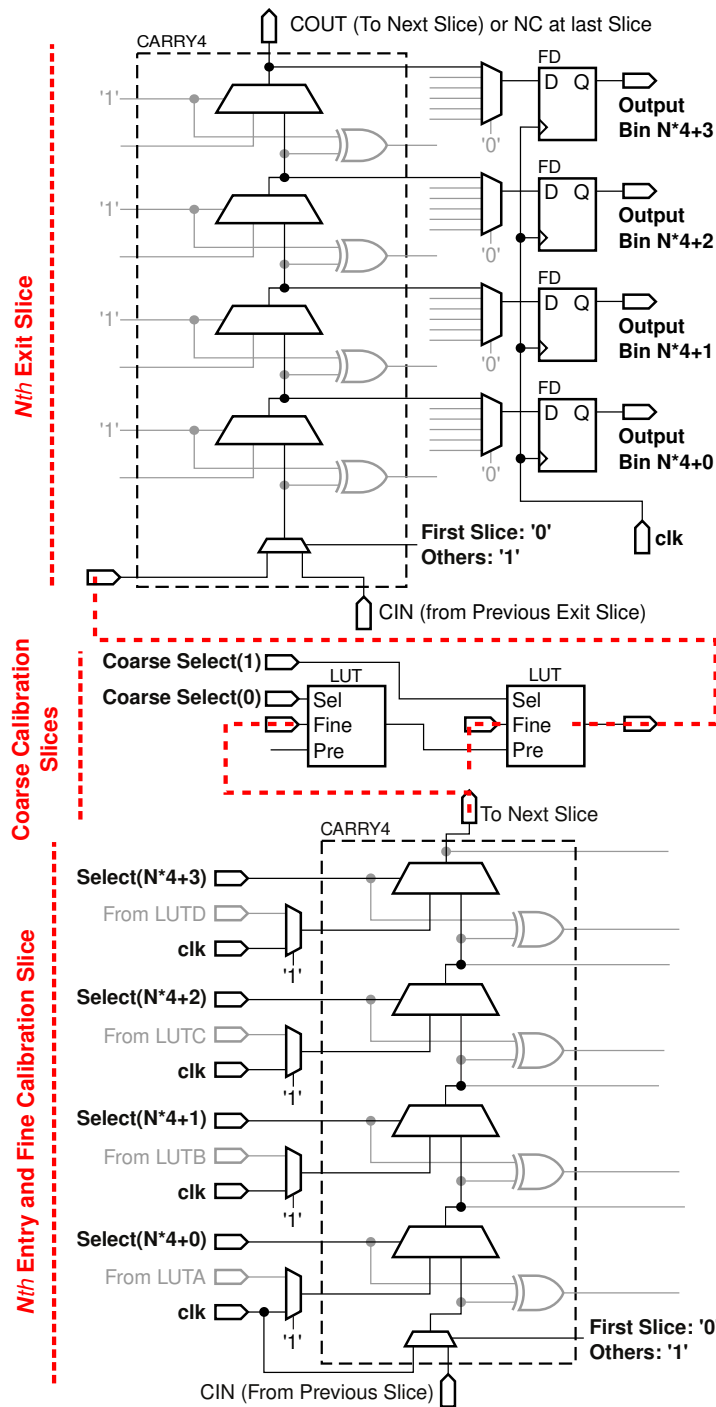 COUT (To Next Slice) or NC at last Slice
CARRY4
FD
'1'
D Q
Output
Bin N*4+3
'0'
FD
'1'
D Q
Output
Bin N*4+2
'0'
FD
'1'
D Q
Output
Bin N*4+1
'0'
FD
'1'
D Q
Output
Bin N*4+0
'0'
Nth Exit Slice
First Slice: '0'
Others: '1'
clk
CIN (from Previous Exit Slice)
Coarse Calibration
Slices
Coarse Select(1)
LUT
LUT
Coarse Select(0)
Sel
Fine
Pre
Sel
Fine
Pre
To Next Slice
CARRY4
Nth Entry and Fine Calibration Slice
Select(N*4+3)
From LUTD
clk
'1'
Select(N*4+2)
From LUTC
clk
'1'
Select(N*4+1)
From LUTB
clk
'1'
Select(N*4+0)
From LUTA
clk
'1'
First Slice: '0'
Others: '1'
CIN (From Previous Slice)